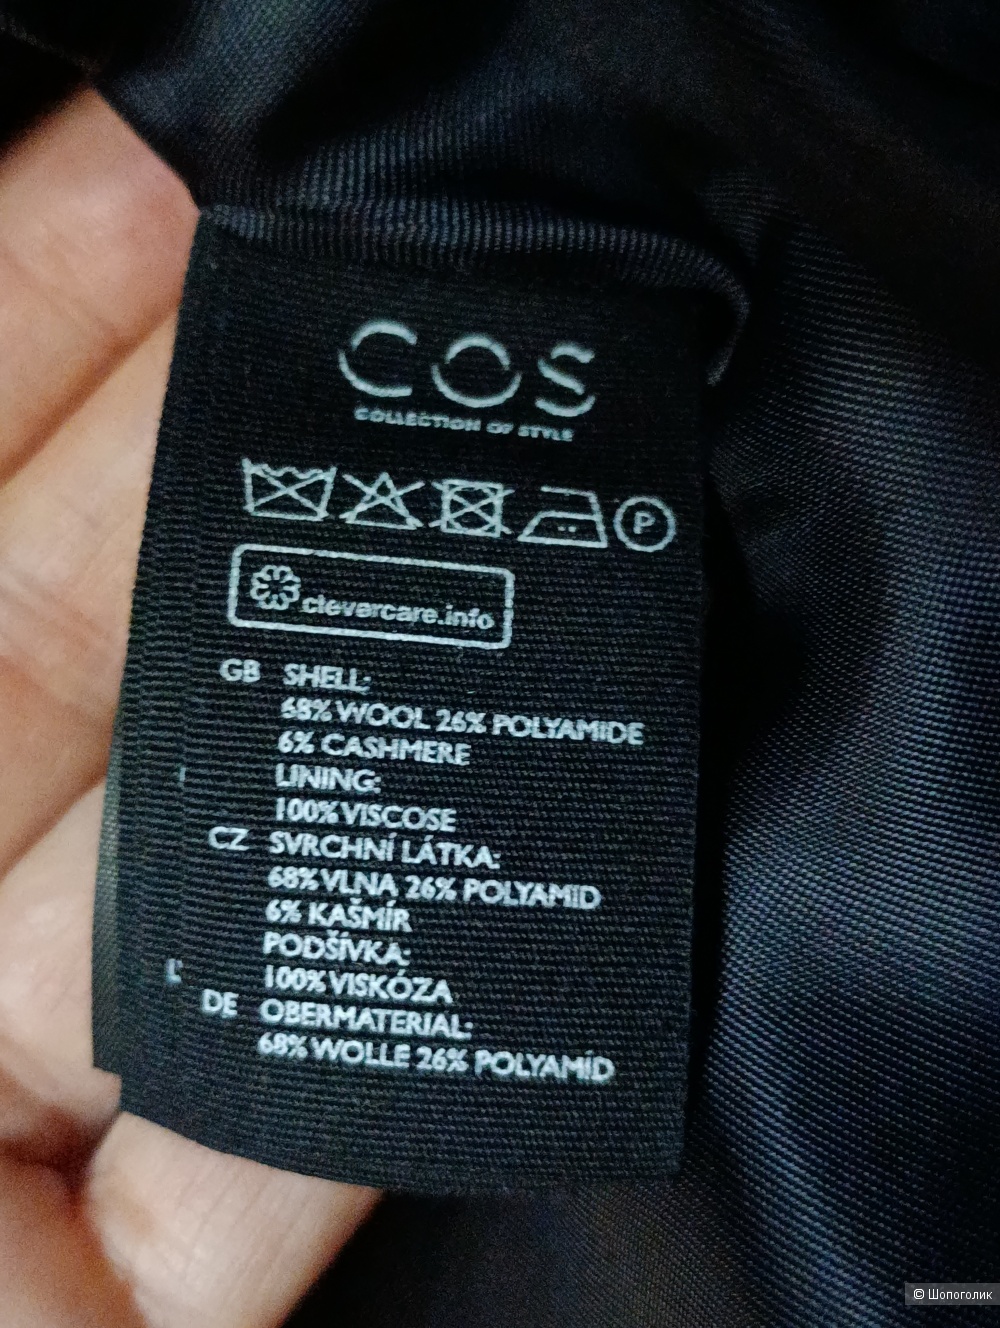 COS
COLLECTION OF STYLE
P
clevercare.info
GB SHELL:
68% WOOL 26% POLYAMIDE
6% CASHMERE
LINING:
100% VISCOSE
CZ SVRCHNÍ LÁTKA:
68% VLNA 26% POLYAMID
6% KAŠMÍR
PODŠÍVKA:
100% VISKÓZA
DE OBERMATERIAL:
68% WOLLE 26% POLYAMID
© Шопоголик